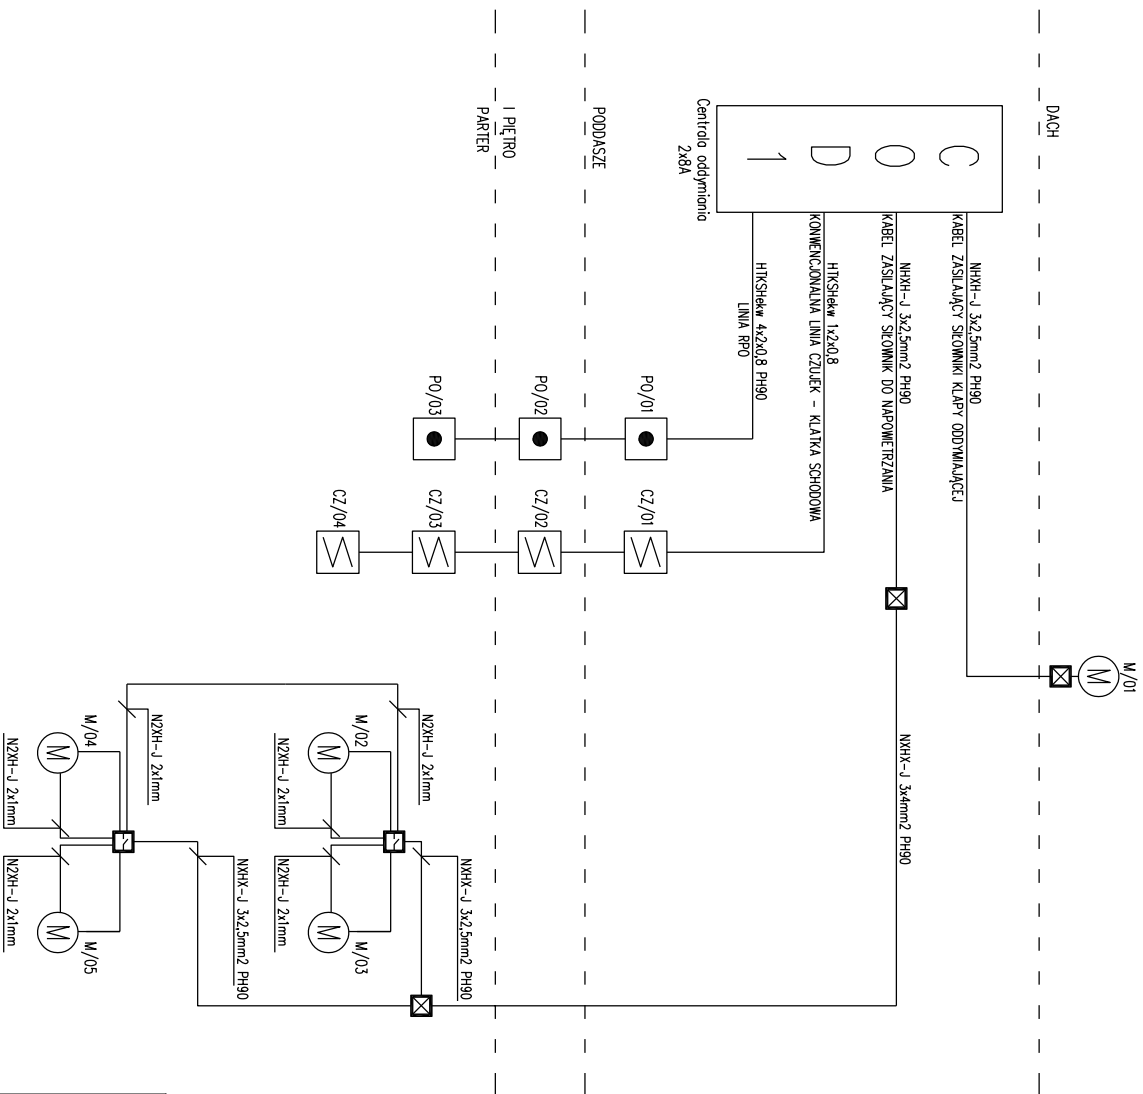 DACH
M/01
C
O
D
1
Centrala oddymiania
2x8A
NHXH-J 3x2,5mm2 PH90
KABEL ZASILAJĄCY SIŁOWNIKI KLAPY ODDYMIAJĄCEJ
NHXH-J 3x2,5mm2 PH90
KABEL ZASILAJĄCY SIŁOWNIK DO NAPOWIETRZANIA
HTKSHekw 1x2x0,8
KONWENCJONALNA LINIA CZUJEK - KLATKA SCHODOWA
HTKSHekw 4x2x0,8 PH90
LINIA RPO
M
NXHX-J 3x4mm2 PH90
PODDASZE
PO/01
CZ/01
I PIĘTRO
PO/02
CZ/02
PARTER
PO/03
CZ/03
CZ/04
NXHX-J 3x2,5mm2 PH90
N2XH-J 2x1mm
M/02
M
M/03
M
N2XH-J 2x1mm
N2XH-J 2x1mm
NXHX-J 3x2,5mm2 PH90
N2XH-J 2x1mm
M/04
M
M/05
M
N2XH-J 2x1mm
N2XH-J 2x1mm